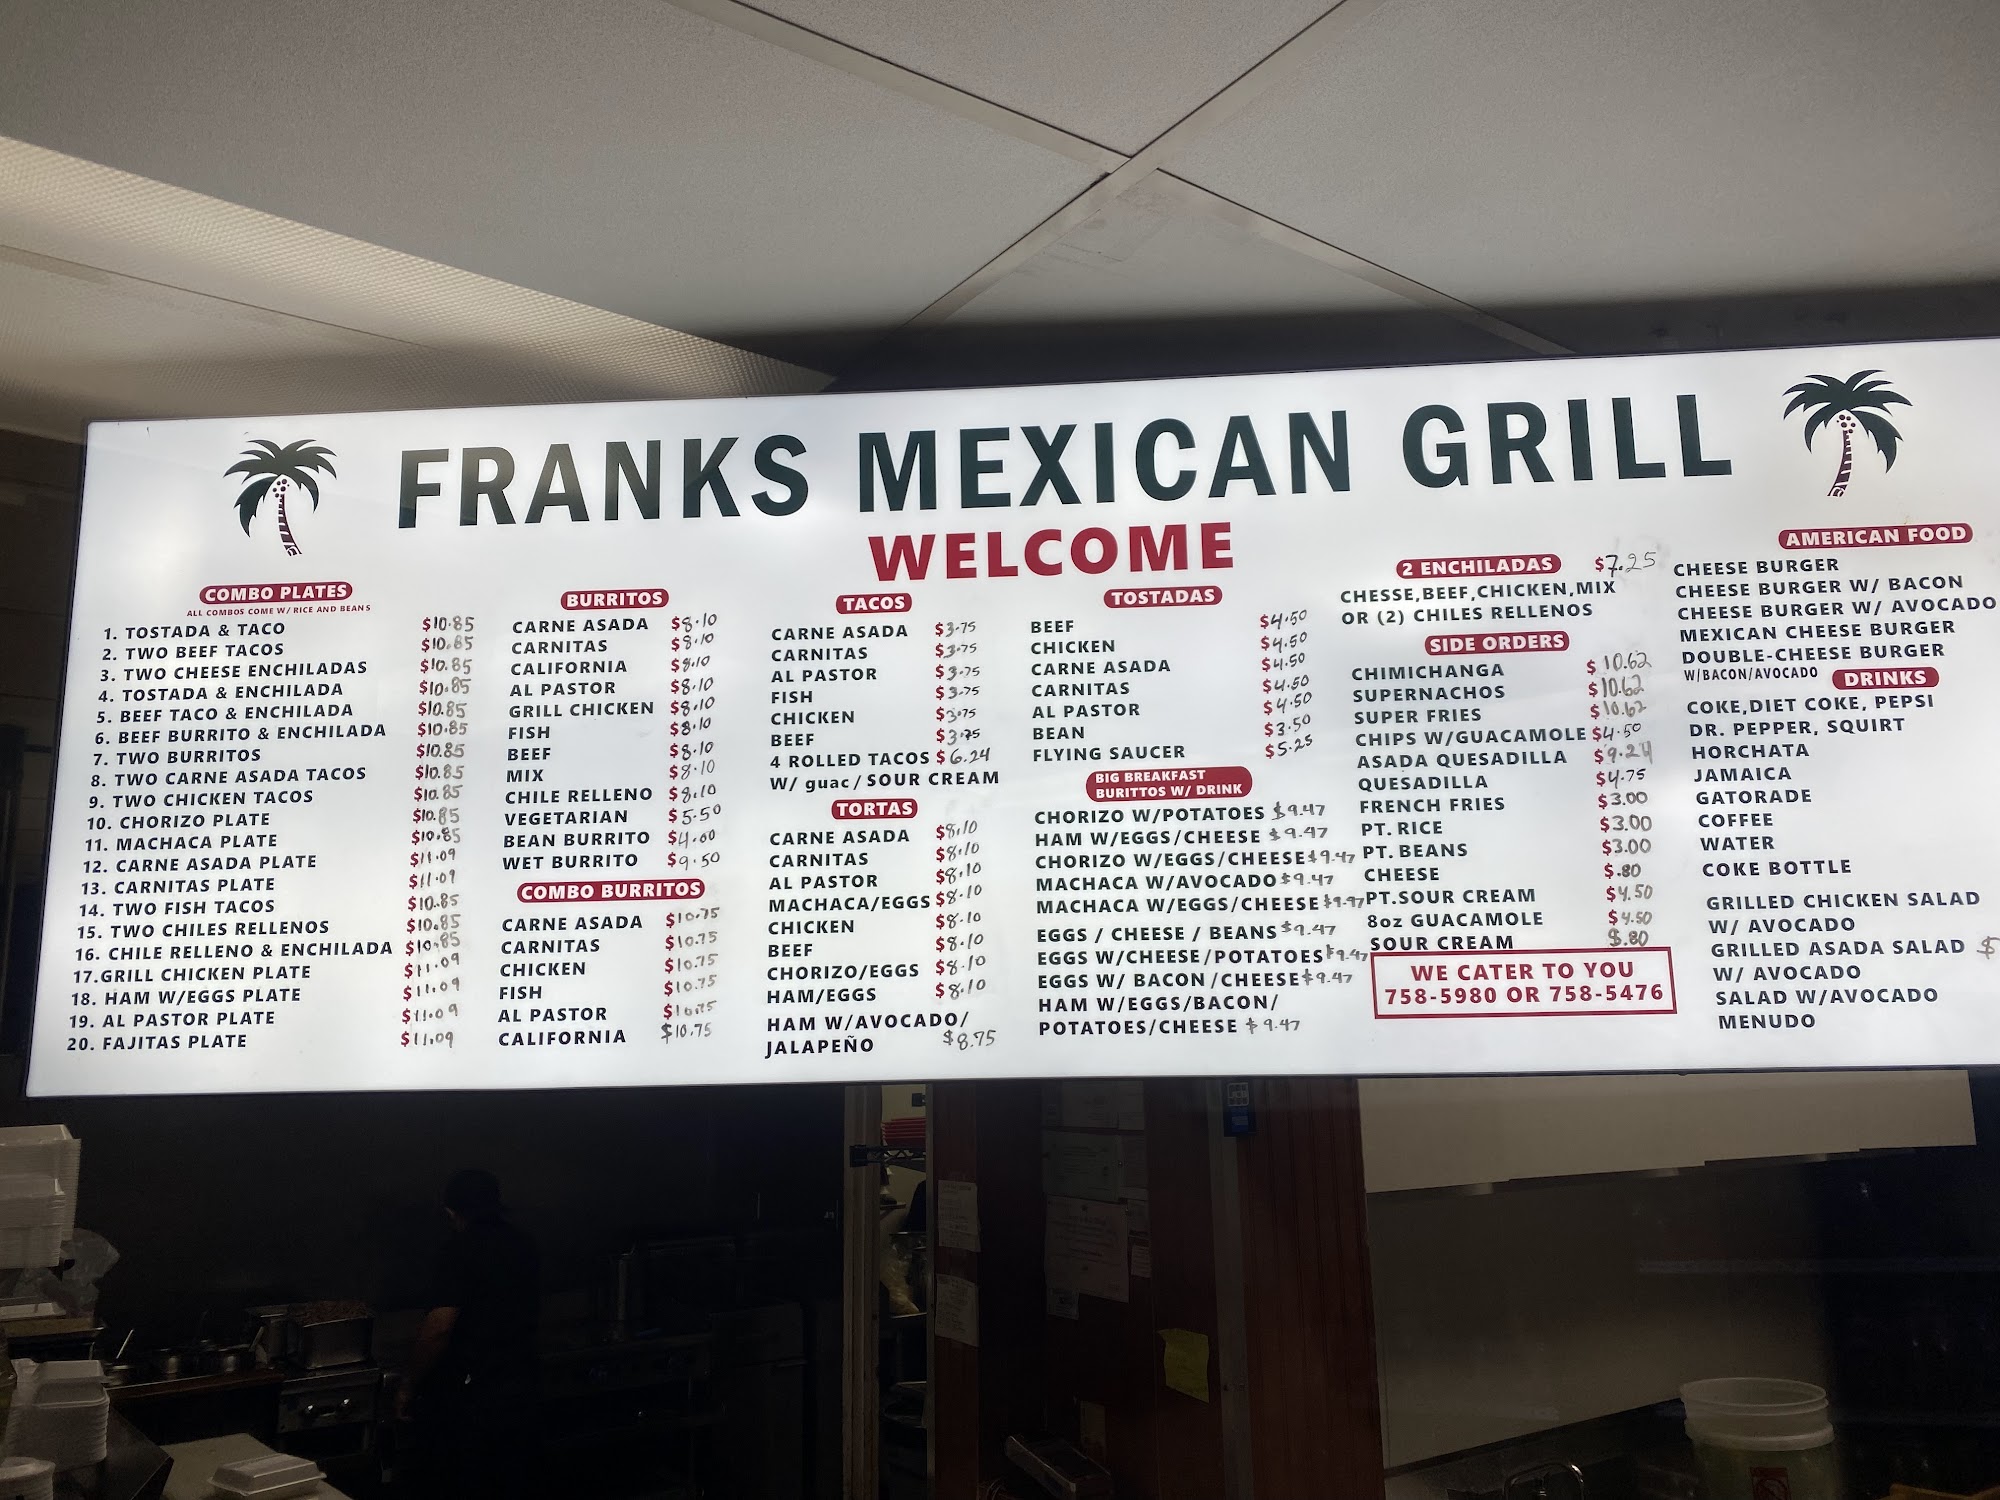 FRANKS MEXICAN GRILL
WELCOME
COMBO PLATES
ALL COMBOS COME W/ RICE AND BEANS
1. TOSTADA & TACO $10.85
2. TWO BEEF TACOS $10.85
3. TWO CHEESE ENCHILADAS $10.85
4. TOSTADA & ENCHILADA $10.85
5. BEEF TACO & ENCHILADA $10.85
6. BEEF BURRITO & ENCHILADA $10.85
7. TWO BURRITOS $10.85
8. TWO CARNE ASADA TACOS $10.85
9. TWO CHICKEN TACOS $10.85
10. CHORIZO PLATE $10.85
11. MACHACA PLATE $10.85
12. CARNE ASADA PLATE $11.09
13. CARNITAS PLATE $11.09
14. TWO FISH TACOS $10.85
15. TWO CHILES RELLENOS $10.85
16. CHILE RELLENO & ENCHILADA $10.85
17.GRILL CHICKEN PLATE $11.09
18. HAM W/EGGS PLATE $11.09
19. AL PASTOR PLATE $11.09
20. FAJITAS PLATE $11.09
BURRITOS
CARNE ASADA $8.10
CARNITAS $8.10
CALIFORNIA $8.10
AL PASTOR $8.10
GRILL CHICKEN $8.10
FISH $8.10
BEEF $8.10
MIX $8.10
CHILE RELLENO $8.10
VEGETARIAN $5.50
BEAN BURRITO $4.00
WET BURRITO $9.50
COMBO BURRITOS
CARNE ASADA $10.75
CARNITAS $10.75
CHICKEN $10.75
FISH $10.75
AL PASTOR $10.75
CALIFORNIA $10.75
TACOS
CARNE ASADA $3.75
CARNITAS $3.75
AL PASTOR $3.75
FISH $3.75
CHICKEN $3.75
BEEF $3.75
4 ROLLED TACOS $6.24
W/ guac / SOUR CREAM
TORTAS
CARNE ASADA $8.10
CARNITAS $8.10
AL PASTOR $8.10
MACHACA/EGGS $8.10
CHICKEN $8.10
BEEF $8.10
CHORIZO/EGGS $8.10
HAM/EGGS $8.10
HAM W/AVOCADO/
JALAPEÑO $8.75
TOSTADAS
BEEF $4.50
CHICKEN $4.50
CARNE ASADA $4.50
CARNITAS $4.50
AL PASTOR $4.50
BEAN $3.50
FLYING SAUCER $5.25
BIG BREAKFAST
BURITTOS W/ DRINK
CHORIZO W/POTATOES $9.47
HAM W/EGGS/CHEESE $9.47
CHORIZO W/EGGS/CHEESE $9.47
MACHACA W/AVOCADO $9.47
MACHACA W/EGGS/CHEESE $9.47
EGGS / CHEESE / BEANS $9.47
EGGS W/CHEESE /POTATOES $9.47
EGGS W/ BACON /CHEESE $9.47
HAM W/EGGS/BACON/
POTATOES/CHEESE $9.47
2 ENCHILADAS $7.25
CHESSE,BEEF,CHICKEN,MIX
OR (2) CHILES RELLENOS
SIDE ORDERS
CHIMICHANGA $10.62
SUPERNACHOS $10.62
SUPER FRIES $10.62
CHIPS W/GUACAMOLE $4.50
ASADA QUESADILLA $9.24
QUESADILLA $4.75
FRENCH FRIES $3.00
PT. RICE $3.00
PT. BEANS $3.00
CHEESE $.80
PT.SOUR CREAM $4.50
8oz GUACAMOLE $4.50
SOUR CREAM $.80
WE CATER TO YOU
758-5980 OR 758-5476
AMERICAN FOOD
CHEESE BURGER
CHEESE BURGER W/ BACON
CHEESE BURGER W/ AVOCADO
MEXICAN CHEESE BURGER
DOUBLE-CHEESE BURGER
W/BACON/AVOCADO
DRINKS
COKE,DIET COKE, PEPSI
DR. PEPPER, SQUIRT
HORCHATA
JAMAICA
GATORADE
COFFEE
WATER
COKE BOTTLE
GRILLED CHICKEN SALAD
W/ AVOCADO
GRILLED ASADA SALAD $
W/ AVOCADO
SALAD W/AVOCADO
MENUDO